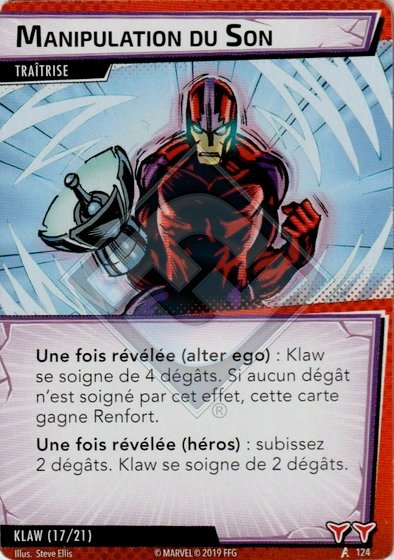 Manipulation du Son
TRAÎTRISE
Une fois révélée (alter ego) : Klaw
se soigne de 4 dégâts. Si aucun dégât
n'est soigné par cet effet, cette carte
gagne Renfort.
®
Une fois révélée (héros) : subissez
2 dégâts. Klaw se soigne de 2 dégâts.
KLAW (17/21)
Illus. Steve Ellis
© MARVEL © 2019 FFG
124